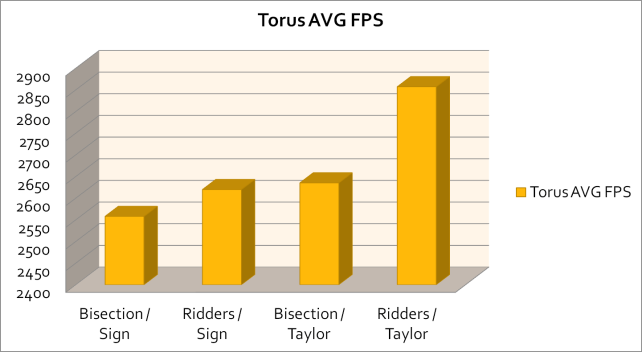 Torus AVG FPS
2900
2850
2800
2750
2700
2650
2600
2550
2500
2450
2400
Bisection /
Sign
Ridders /
Sign
Bisection /
Taylor
Ridders /
Taylor
Torus AVG FPS